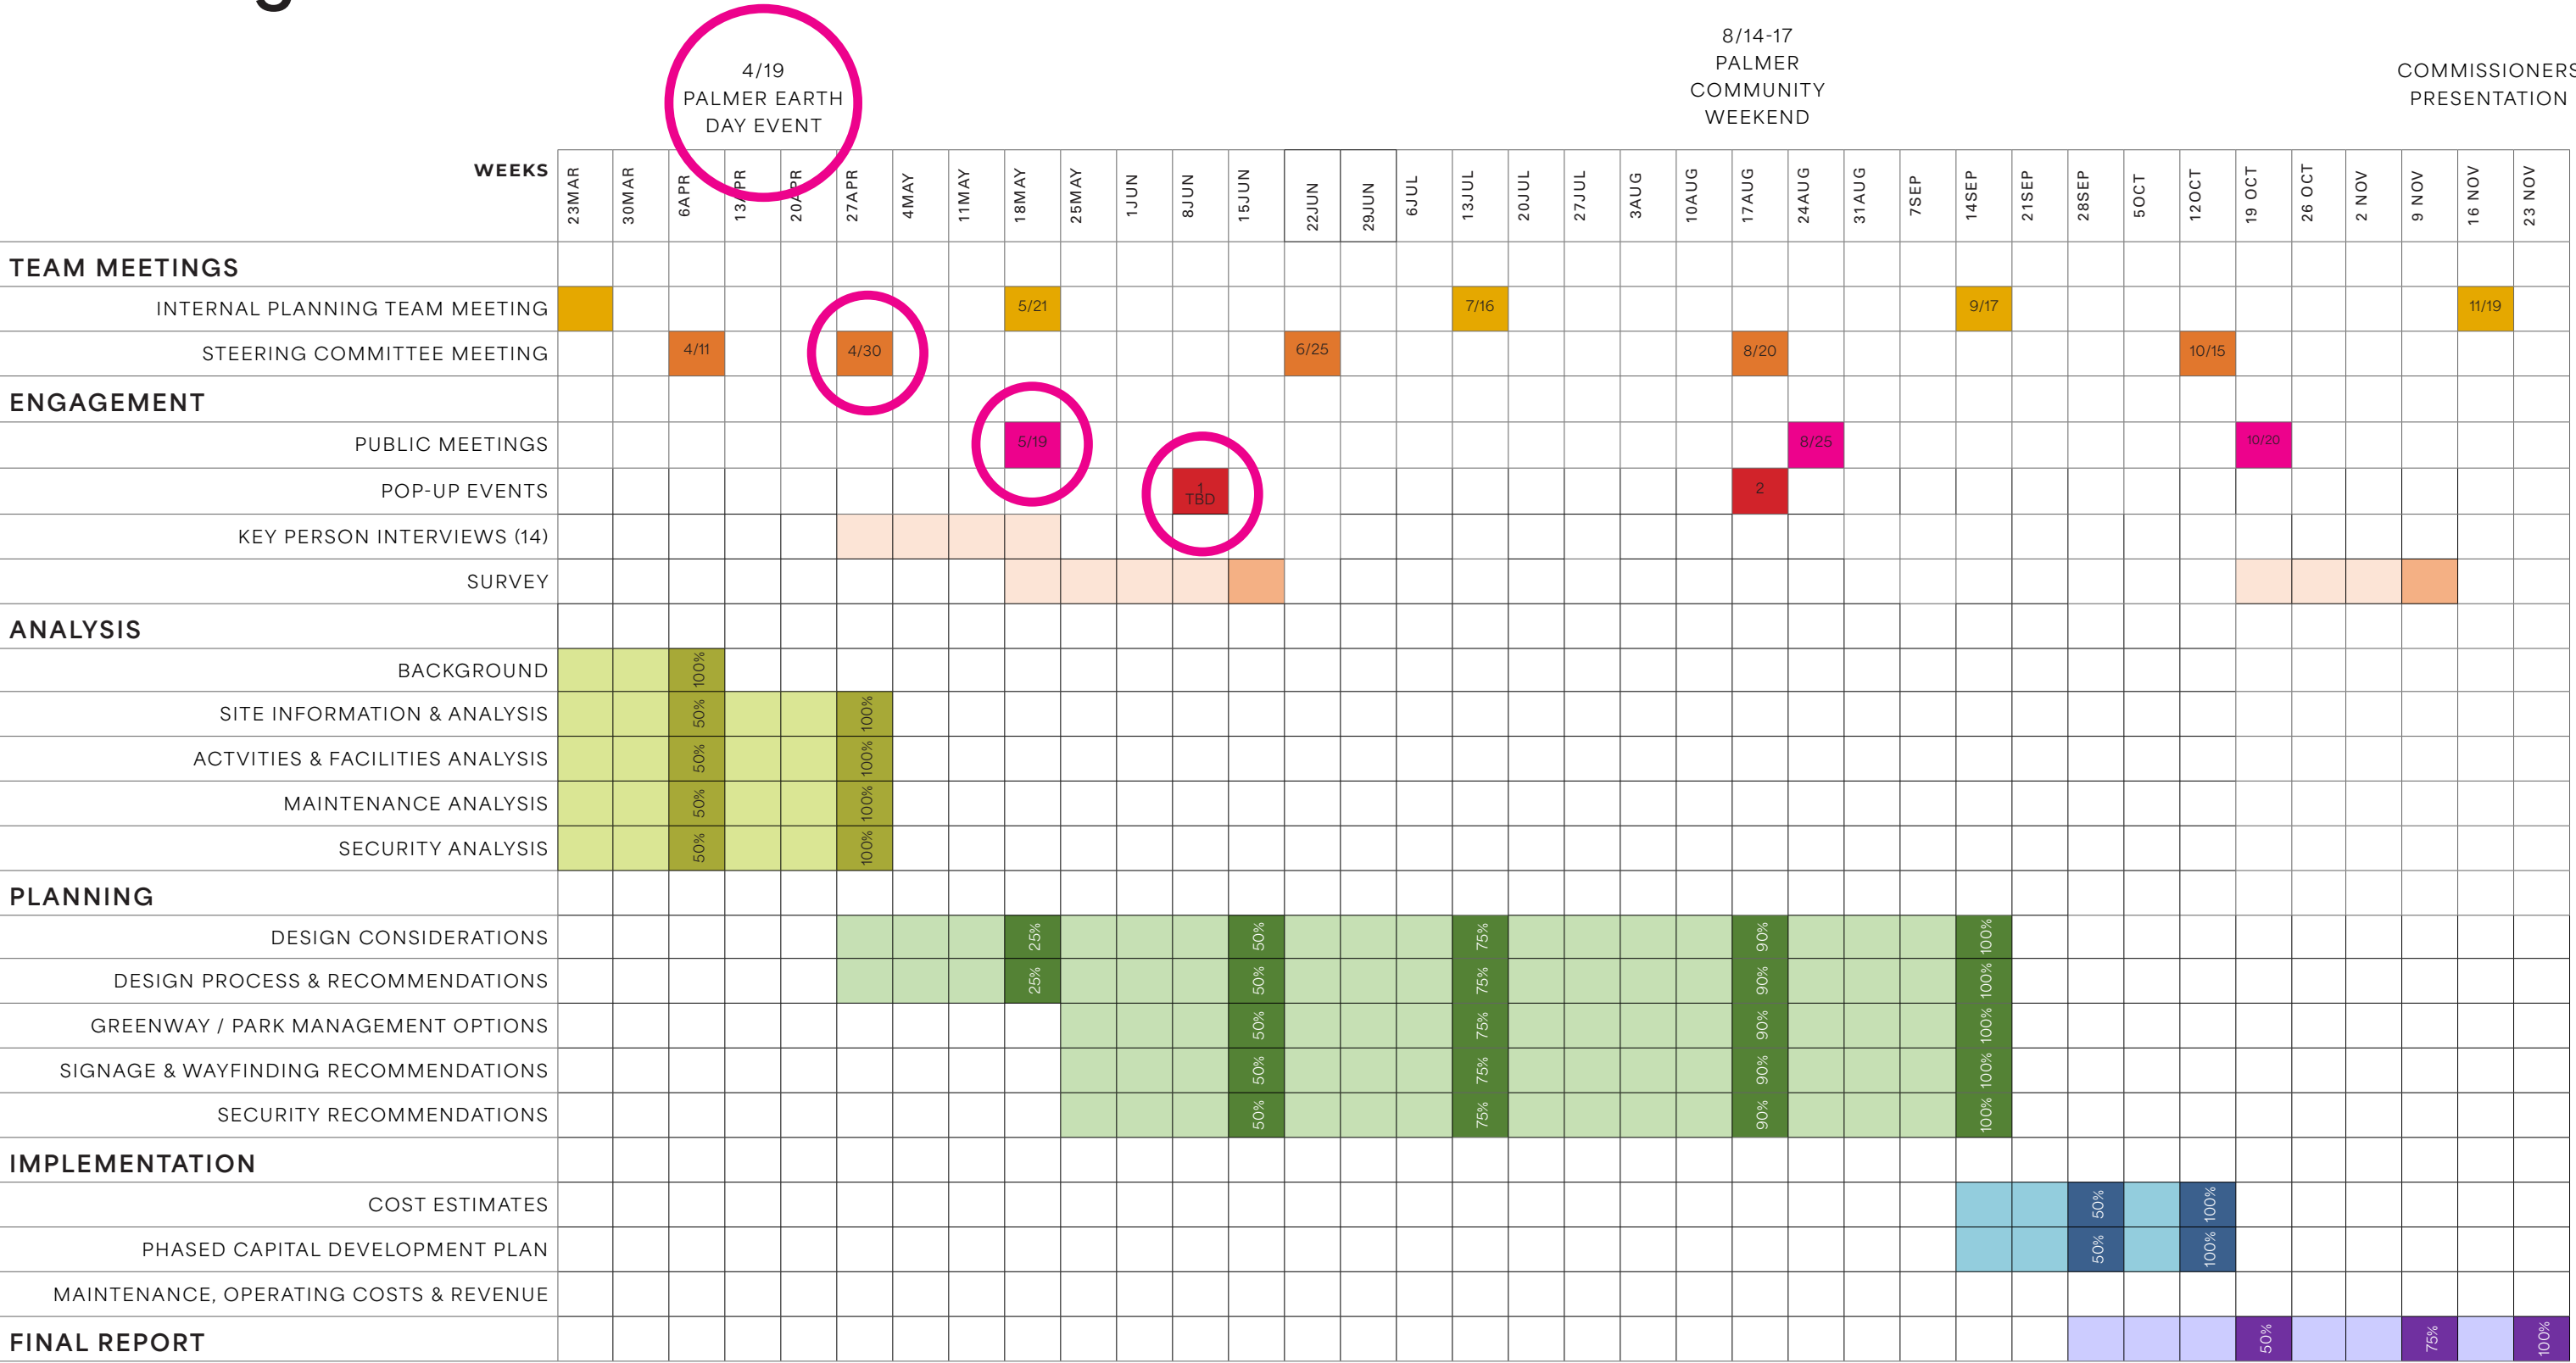 4/19
PALMER EARTH
DAY EVENT
8/14-17
PALMER
COMMUNITY
WEEKEND
COMMISSIONERS
PRESENTATION
WEEKS 23MAR 30MAR 6APR 13APR 20APR 27APR 4MAY 11MAY 18MAY 25MAY 1JUN 8JUN 15JUN 22JUN 29JUN 6JUL 13JUL 20JUL 27JUL 3AUG 10AUG 17AUG 24AUG 31AUG 7SEP 14SEP 21SEP 28SEP 5OCT 12OCT 19 OCT 26 OCT 2 NOV 9 NOV 16 NOV 23 NOV
TEAM MEETINGS
INTERNAL PLANNING TEAM MEETING 5/21 7/16 9/17 11/19
STEERING COMMITTEE MEETING 4/11 4/30 6/25 8/20 10/15
ENGAGEMENT
PUBLIC MEETINGS 5/19 8/25 10/20
POP-UP EVENTS 1 TBD 2
KEY PERSON INTERVIEWS (14)
SURVEY
ANALYSIS
BACKGROUND 100%
SITE INFORMATION & ANALYSIS 50% 100%
ACTVITIES & FACILITIES ANALYSIS 50% 100%
MAINTENANCE ANALYSIS 50% 100%
SECURITY ANALYSIS 50% 100%
PLANNING
DESIGN CONSIDERATIONS 25% 50% 75% 90% 100%
DESIGN PROCESS & RECOMMENDATIONS 25% 50% 75% 90% 100%
GREENWAY / PARK MANAGEMENT OPTIONS 50% 75% 90% 100%
SIGNAGE & WAYFINDING RECOMMENDATIONS 50% 75% 90% 100%
SECURITY RECOMMENDATIONS 50% 75% 90% 100%
IMPLEMENTATION
COST ESTIMATES 50% 100%
PHASED CAPITAL DEVELOPMENT PLAN 50% 100%
MAINTENANCE, OPERATING COSTS & REVENUE
FINAL REPORT 50% 75% 100%